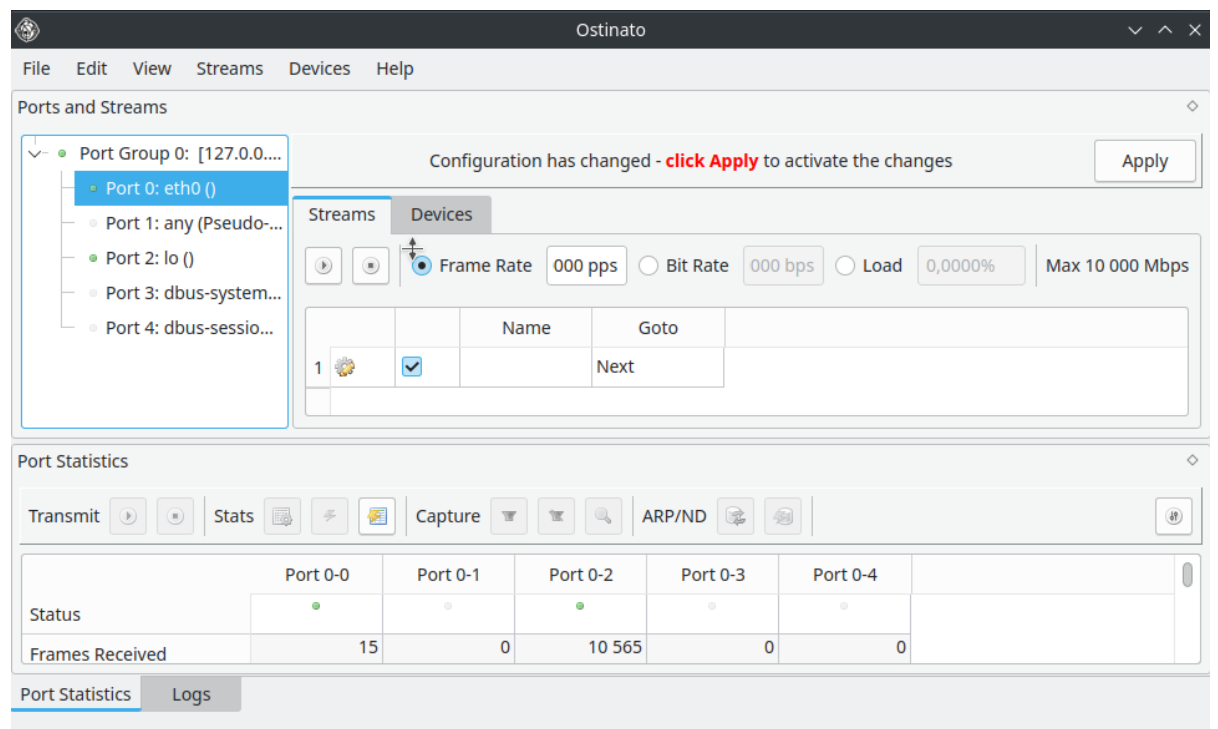 Ostinato
File Edit View Streams Devices Help
Ports and Streams
Port Group 0: [127.0.0....
Port 0: eth0 ()
Port 1: any (Pseudo-...
Port 2: lo ()
Port 3: dbus-system...
Port 4: dbus-sessio...
Configuration has changed - click Apply to activate the changes
Apply
Streams Devices
Frame Rate 000 pps Bit Rate 000 bps Load 0,0000% Max 10 000 Mbps
Name Goto
1 Next
Port Statistics
Transmit Stats Capture ARP/ND
Port 0-0 Port 0-1 Port 0-2 Port 0-3 Port 0-4
Status
Frames Received 15 0 10 565 0 0
Port Statistics Logs